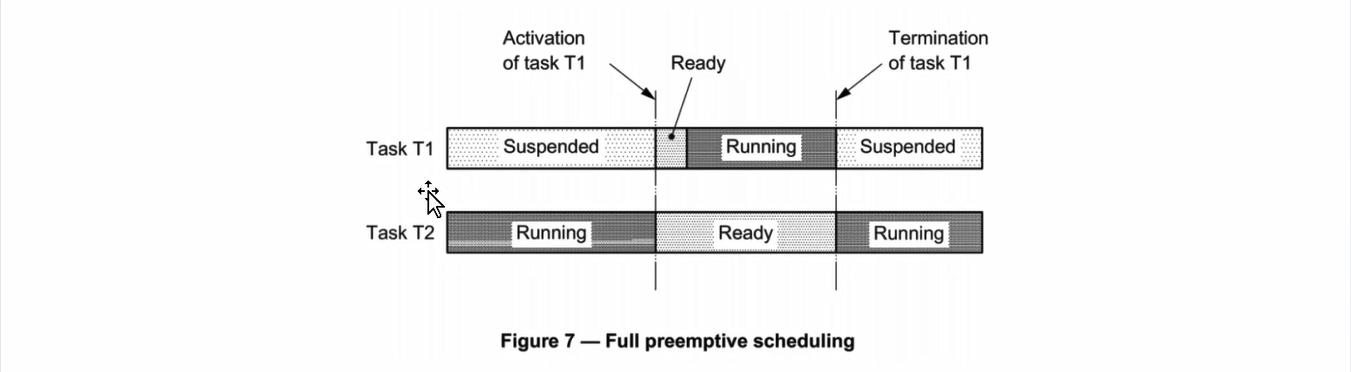 Activation
of task T1
Ready
Termination
of task T1
Task T1
Suspended
Running
Suspended
Task T2
Running
Ready
Running
Figure 7 — Full preemptive scheduling